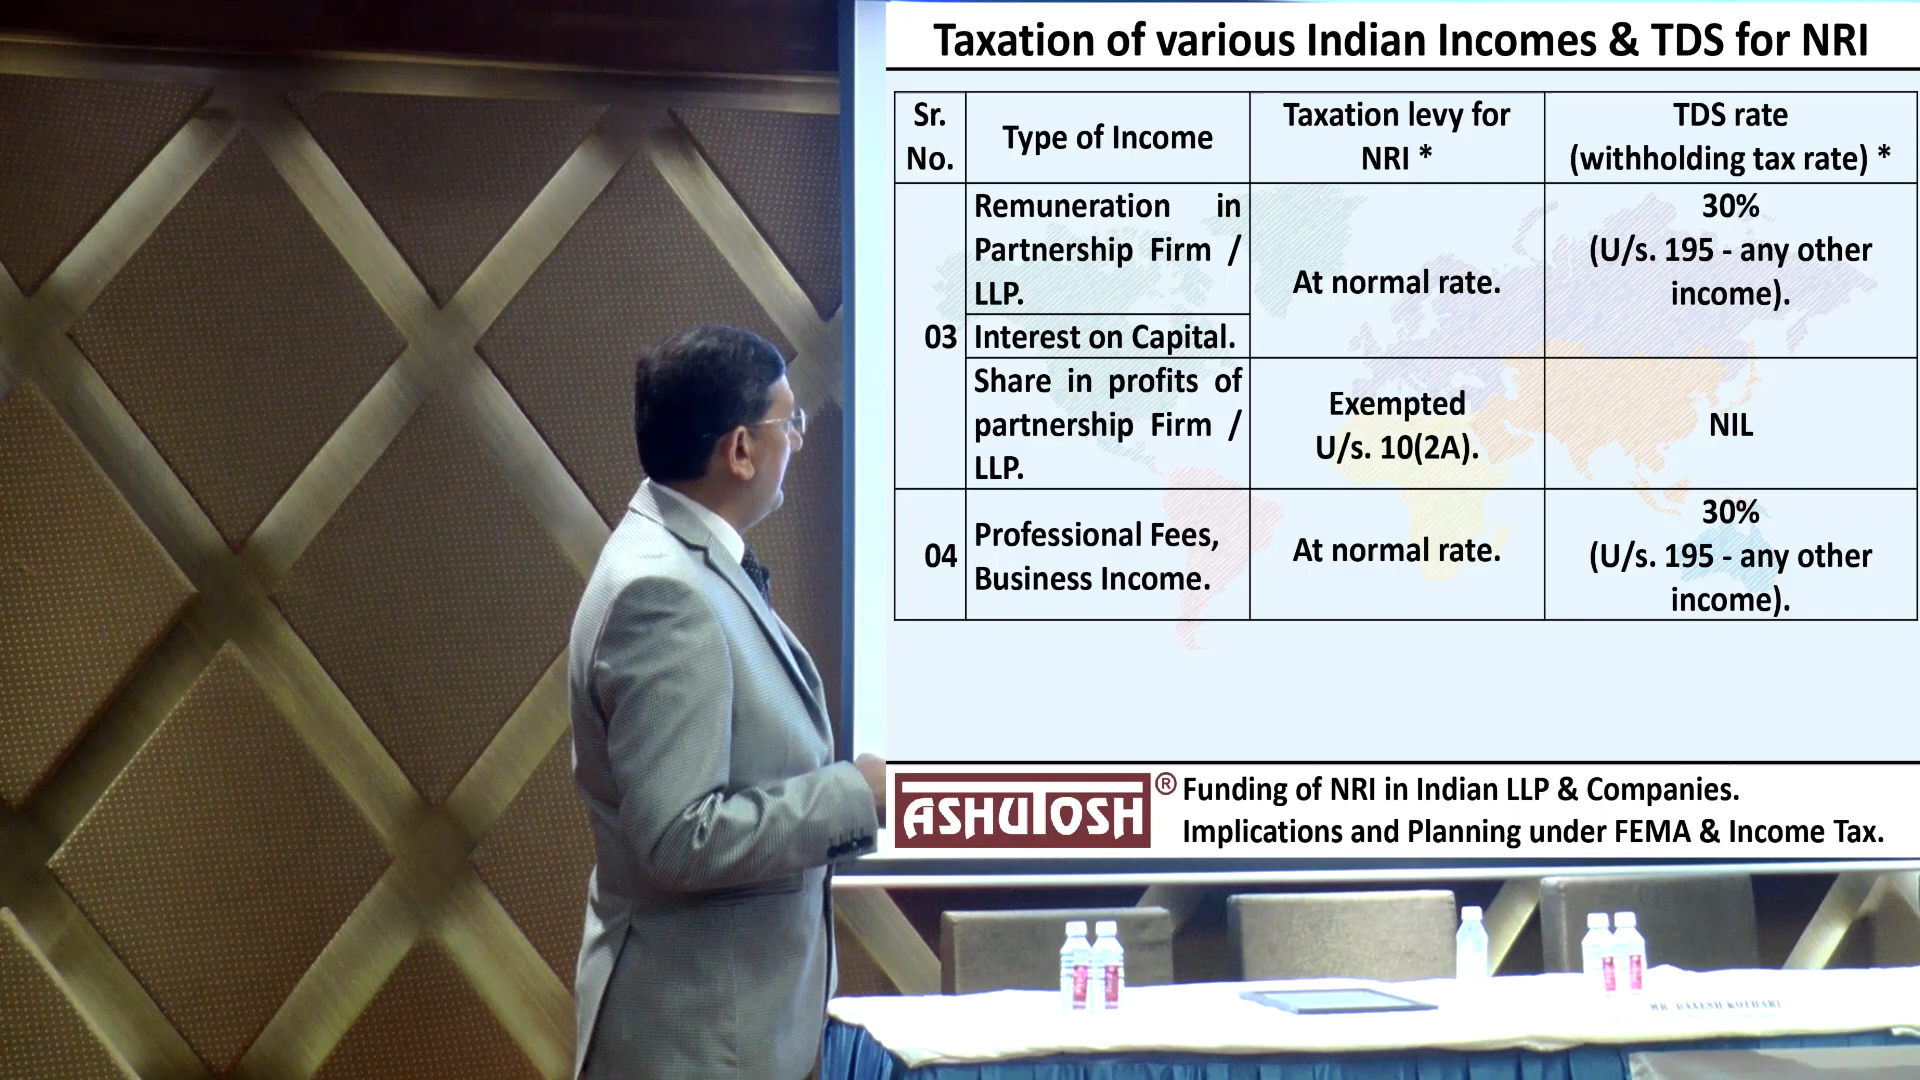 Taxation of various Indian Incomes & TDS for NRI
Sr.
No.
Type of Income
Taxation levy for
NRI *
TDS rate
(withholding tax rate) *
03
Remuneration in
Partnership Firm /
LLP.
Interest on Capital.
At normal rate.
30%
(U/s. 195 - any other
income).
Share in profits of
partnership Firm /
LLP.
Exempted
U/s. 10(2A).
NIL
04
Professional Fees,
Business Income.
At normal rate.
30%
(U/s. 195 - any other
income).
ASHUTOSH ®
Funding of NRI in Indian LLP & Companies.
Implications and Planning under FEMA & Income Tax.
MR. DAXESH KOTHARI